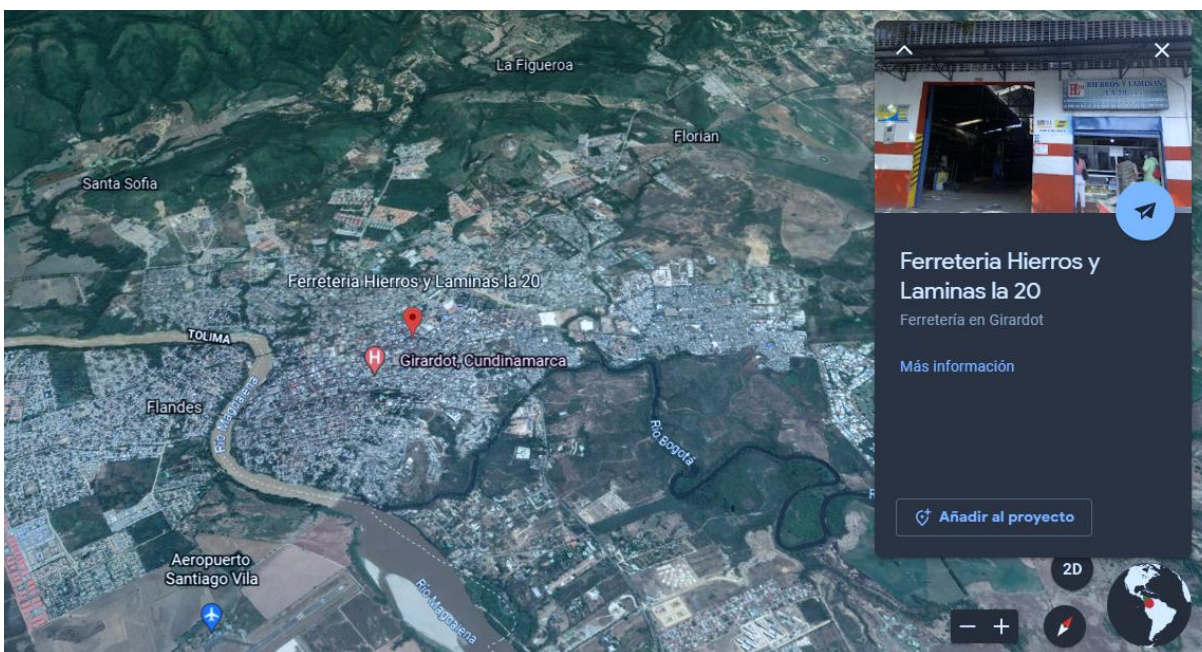 La Figueroa
Florian
Santa Sofia
Ferreteria Hierros y Laminas la 20
TOLIMA
H
Girardot, Cundinamarca
Flandes
Río Magdalena
Río Bogotá
Aeropuerto
Santiago Vila
Río Magdalena
HIERROS Y LAMINAS
LA 20
Ferreteria Hierros y
Laminas la 20
Ferretería en Girardot
Más información
Añadir al proyecto
2D